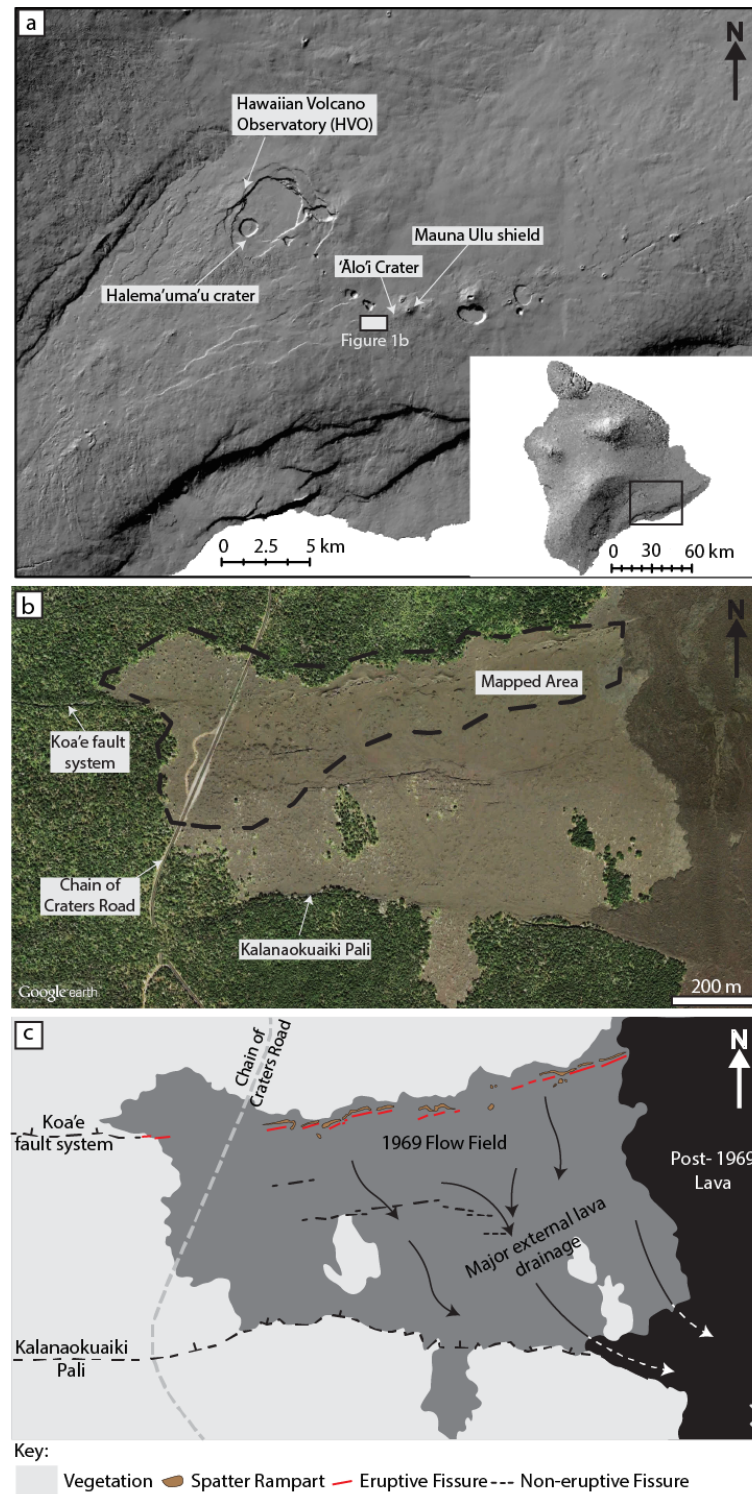 a
N
Hawaiian Volcano
Observatory (HVO)
Mauna Ulu shield
'Ālo'i Crater
Halema'uma'u crater
Figure 1b
0 2.5 5 km
0 30 60 km
b
N
Mapped Area
Koa'e fault
system
Chain of
Craters Road
Kalanaokuaiki Pali
Google earth
200 m
c
N
Chain of
Craters Road
Koa'e
fault system
1969 Flow Field
Post- 1969
Lava
Major external lava
drainage
Kalanaokuaiki
Pali
Key:
Vegetation Spatter Rampart Eruptive Fissure Non-eruptive Fissure